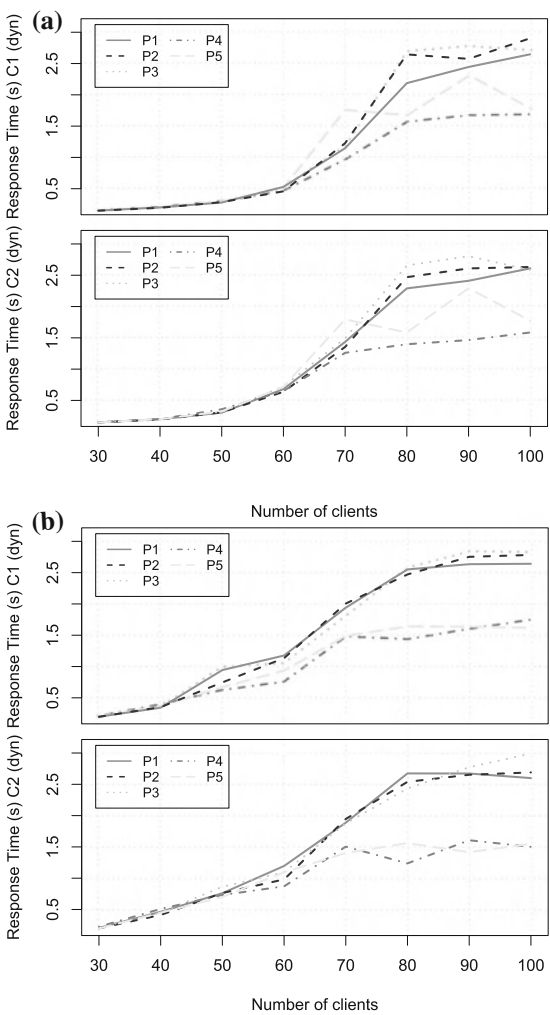 (a)
Response Time (s) C1 (dyn)
0.5 1.5 2.5
P1 P4
P2 P5
P3
Response Time (s) C2 (dyn)
0.5 1.5 2.5
P1 P4
P2 P5
P3
30 40 50 60 70 80 90 100
Number of clients
(b)
Response Time (s) C1 (dyn)
0.5 1.5 2.5
P1 P4
P2 P5
P3
Response Time (s) C2 (dyn)
0.5 1.5 2.5
P1 P4
P2 P5
P3
30 40 50 60 70 80 90 100
Number of clients